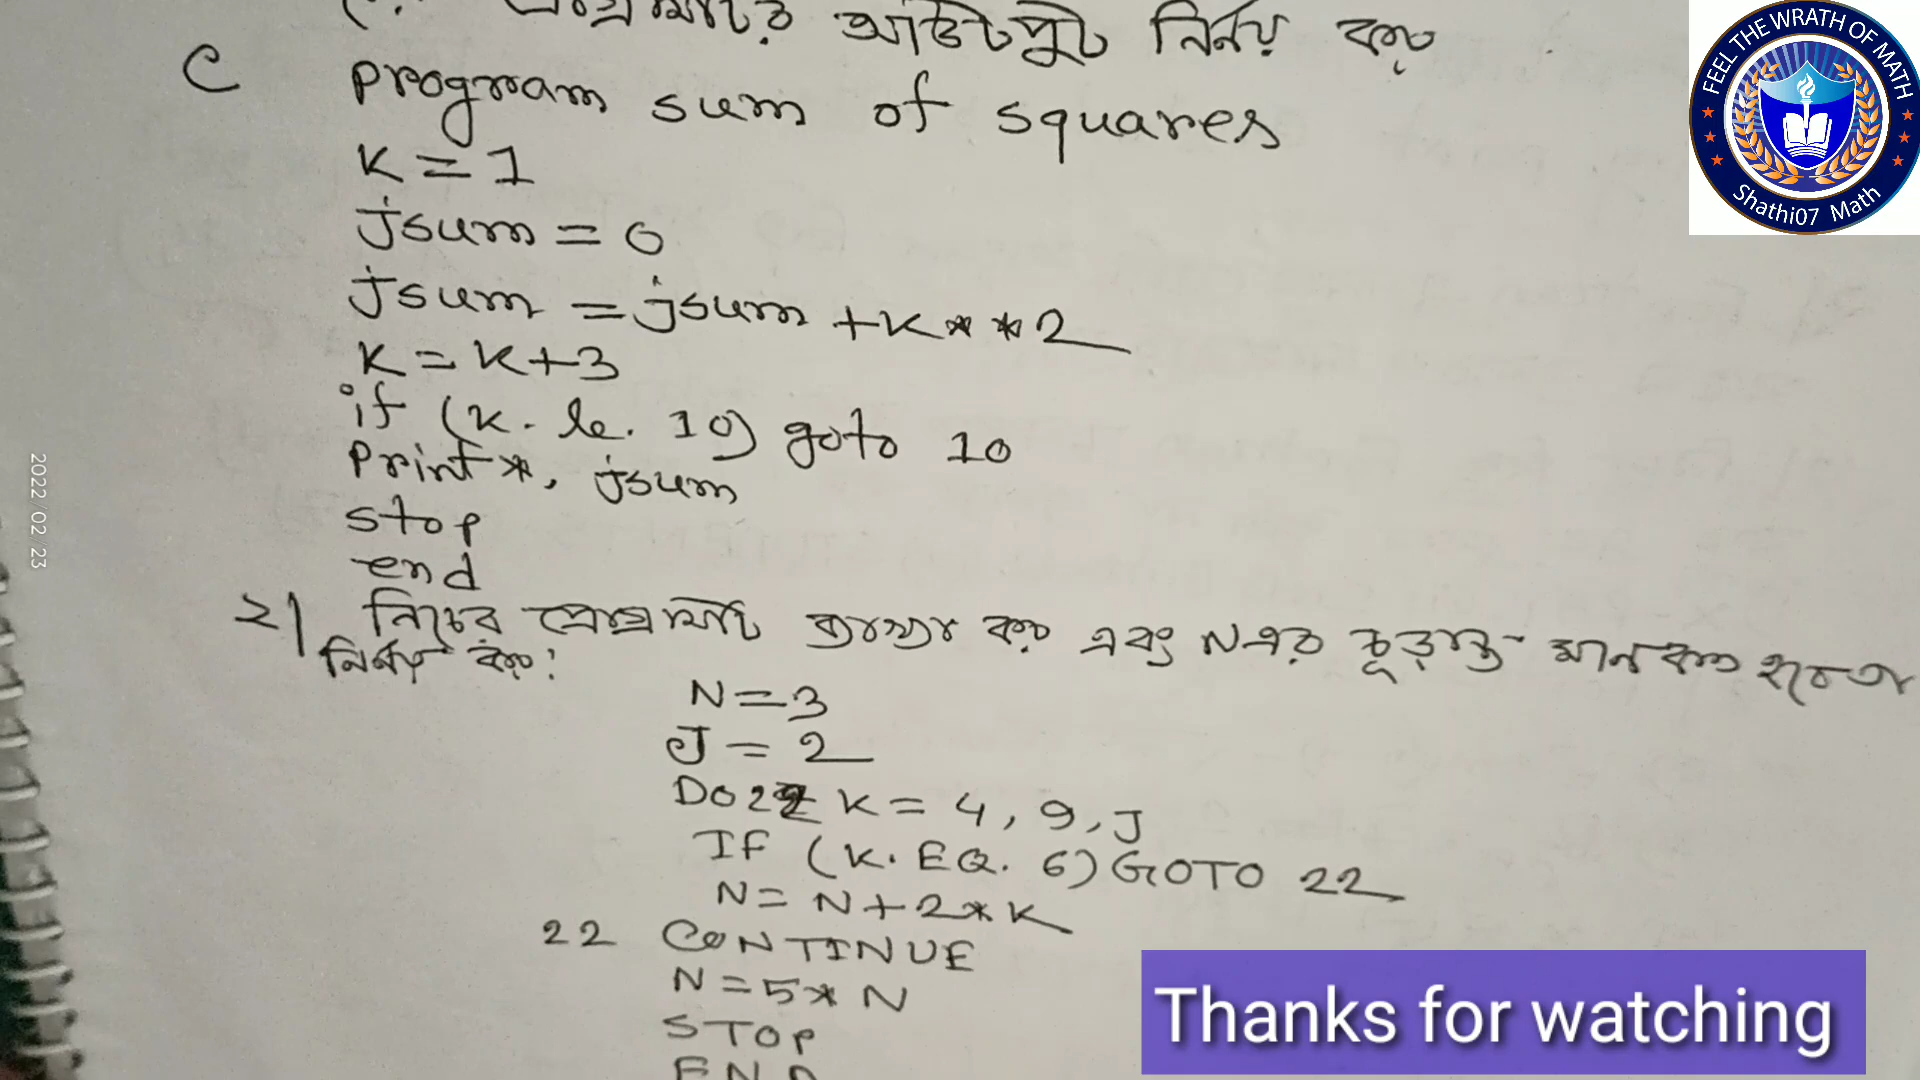 প্রোগ্রামটির আউটপুট নির্ণয় কর
C program sum of squares
K = 1
jsum = 0
jsum = jsum + K**2
K = K+3
if (K. le. 10) goto 10
print*, jsum
stop
end
২। নিচের প্রোগ্রামটি ব্যাখ্যা কর এবং N এর চূড়ান্ত মান কত হবে তা
নির্ণয় কর:
N = 3
J = 2
DO 22 K = 4, 9, J
IF (K. EQ. 6) GOTO 22
N = N + 2*K
22 CONTINUE
N = 5* N
STOP
END
FEEL THE WRATH OF MATH
Shathi07 Math
2022/02/23
Thanks for watching